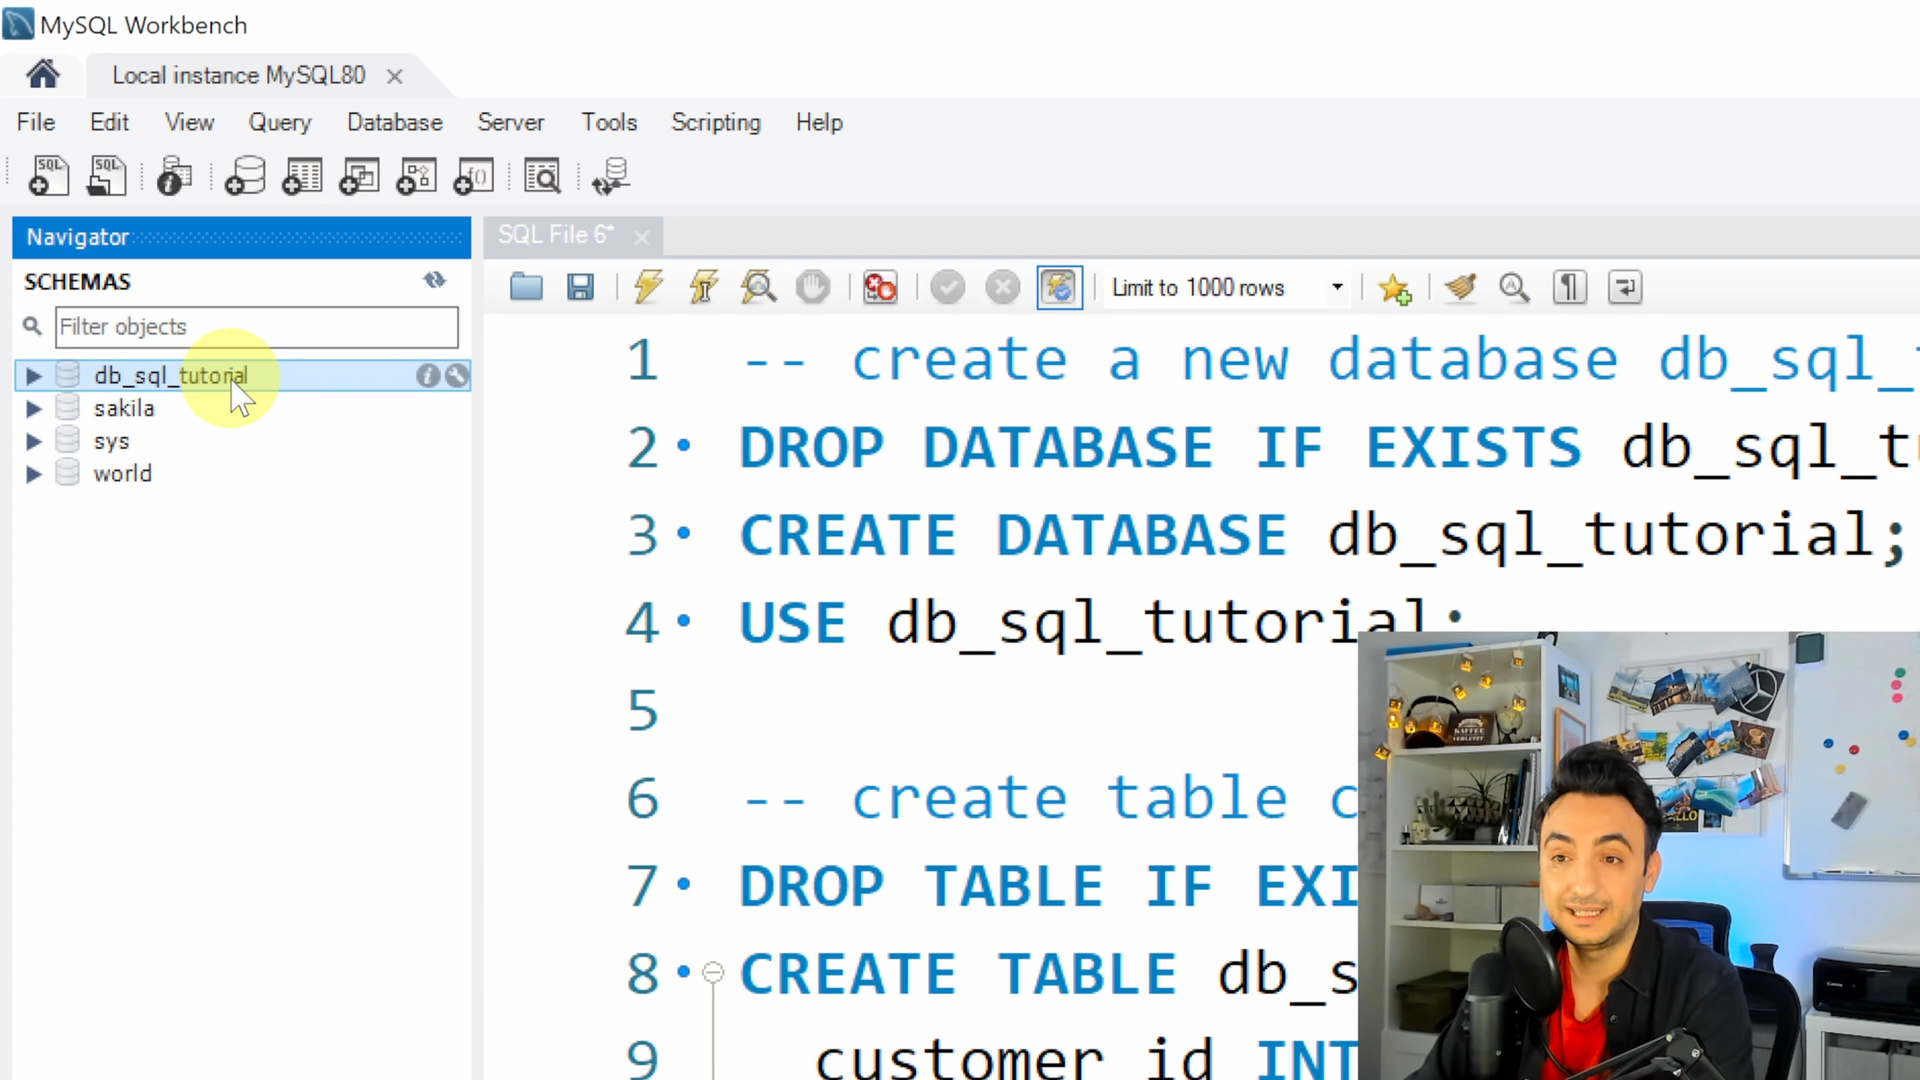 MySQL Workbench
Local instance MySQL80
File Edit View Query Database Server Tools Scripting Help
Navigator
SQL File 6*
SCHEMAS
Limit to 1000 rows
Filter objects
db_sql_tutorial
sakila
sys
world
1 -- create a new database db_sql_
2 DROP DATABASE IF EXISTS db_sql_t
3 CREATE DATABASE db_sql_tutorial;
4 USE db_sql_tutorial;
5
6 -- create table c
7 DROP TABLE IF EXI
8 CREATE TABLE db_s
9 customer_id INT
KAFFEE